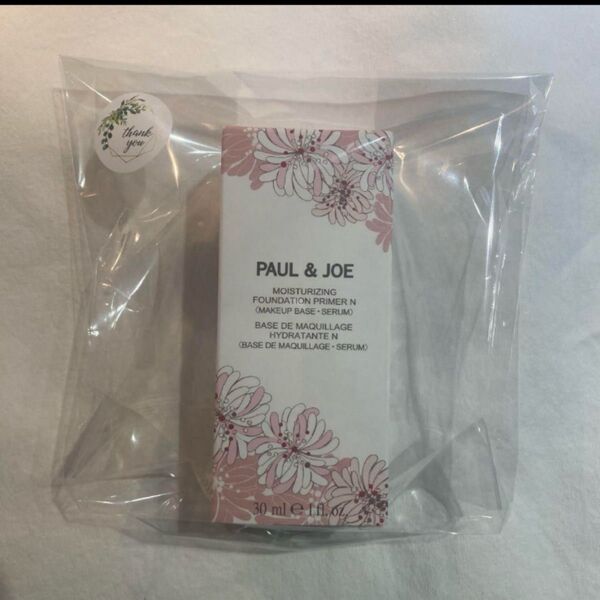 thank
you
PAUL & JOE
MOISTURIZING
FOUNDATION PRIMER N
〈MAKEUP BASE・SERUM〉
BASE DE MAQUILLAGE
HYDRATANTE N
〈BASE DE MAQUILLAGE・SERUM〉
30 ml ℮ 1 fl. oz.